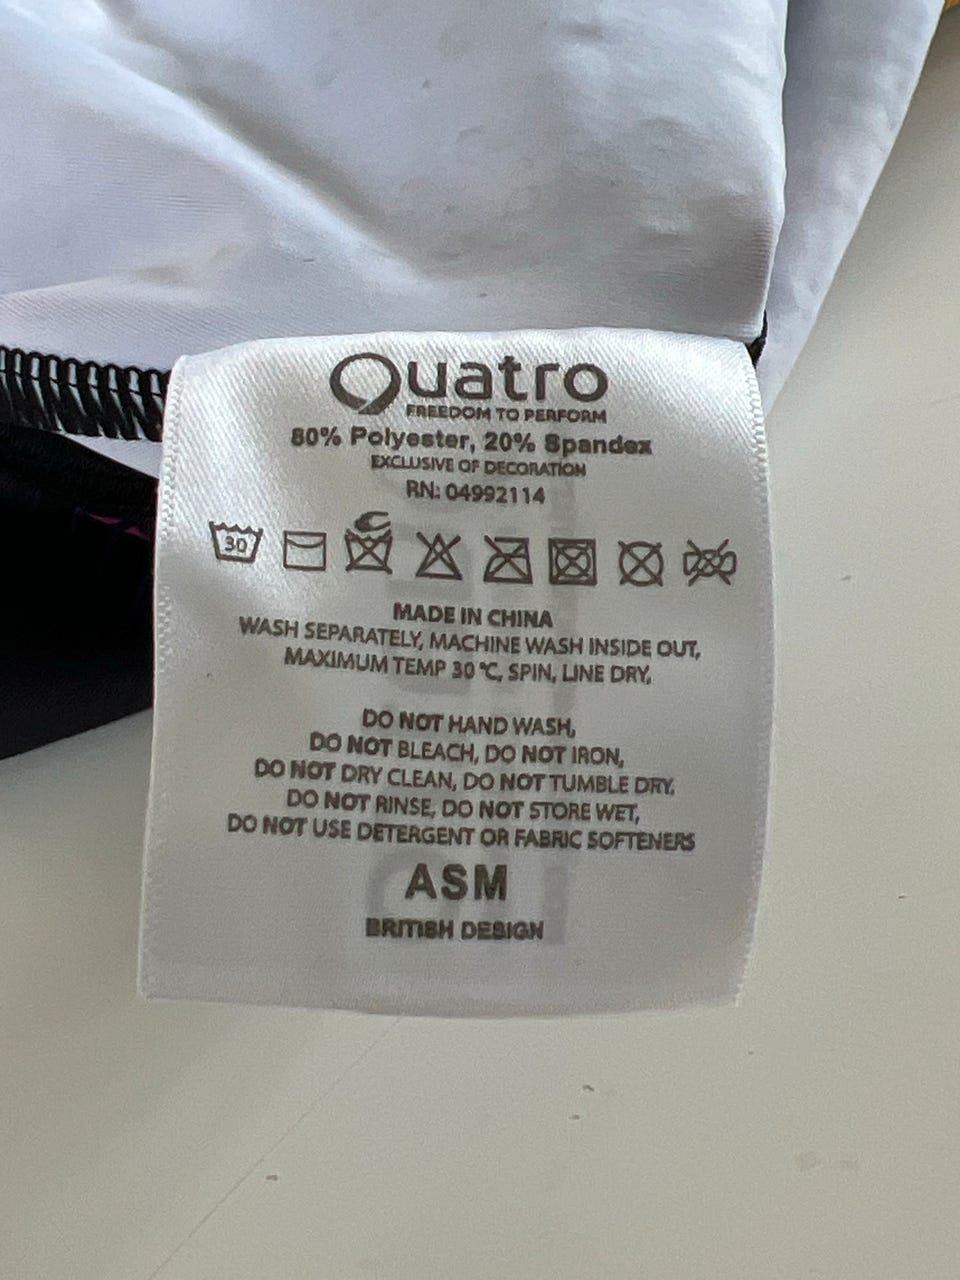 Quatro
FREEDOM TO PERFORM
80% Polyester, 20% Spandex
EXCLUSIVE OF DECORATION
RN: 04992114
30
MADE IN CHINA
WASH SEPARATELY, MACHINE WASH INSIDE OUT,
MAXIMUM TEMP 30 °C, SPIN, LINE DRY,
DO NOT HAND WASH,
DO NOT BLEACH, DO NOT IRON,
DO NOT DRY CLEAN, DO NOT TUMBLE DRY,
DO NOT RINSE, DO NOT STORE WET,
DO NOT USE DETERGENT OR FABRIC SOFTENERS
ASM
BRITISH DESIGN